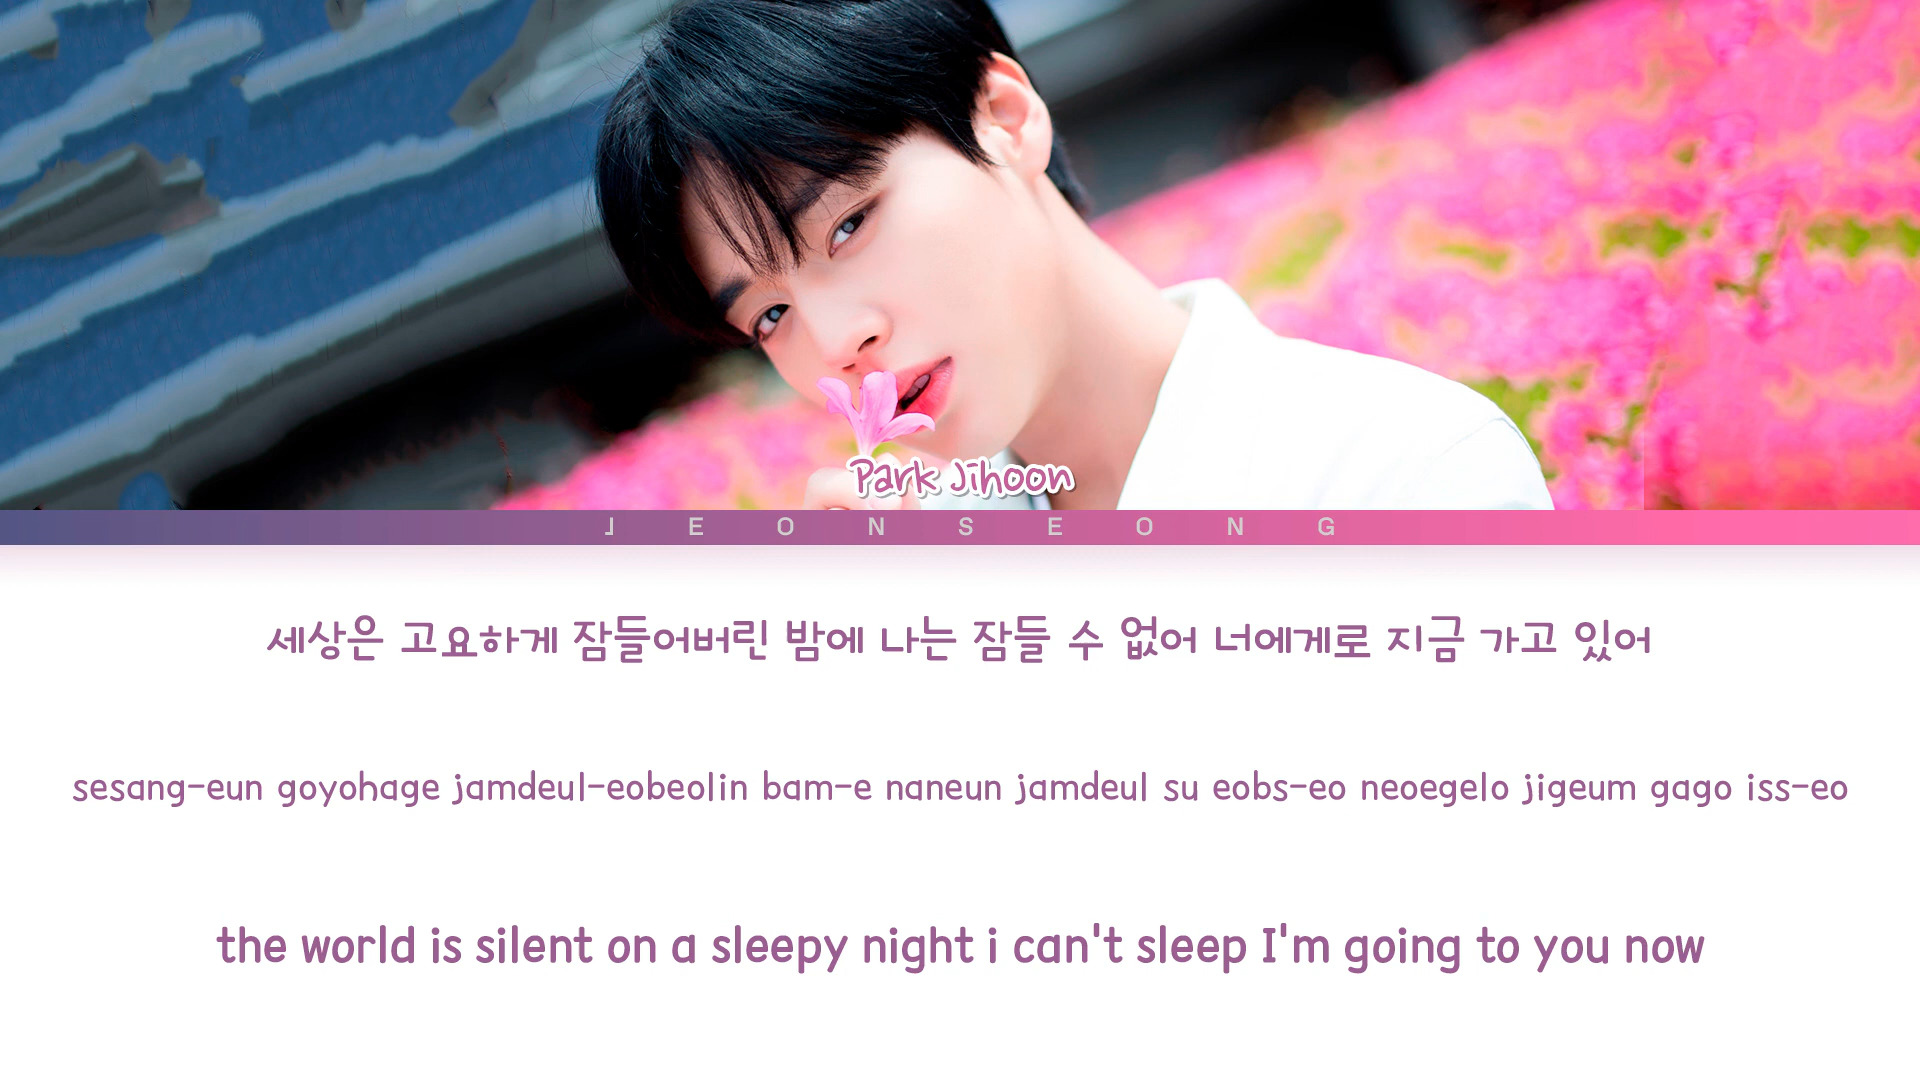 Park Jihoon
JEONSEONG
세상은 고요하게 잠들어버린 밤에 나는 잠들 수 없어 너에게로 지금 가고 있어
sesang-eun goyohage jamdeul-eobeolin bam-e naneun jamdeul su eobs-eo neoegelo jigeum gago iss-eo
the world is silent on a sleepy night i can't sleep I'm going to you now